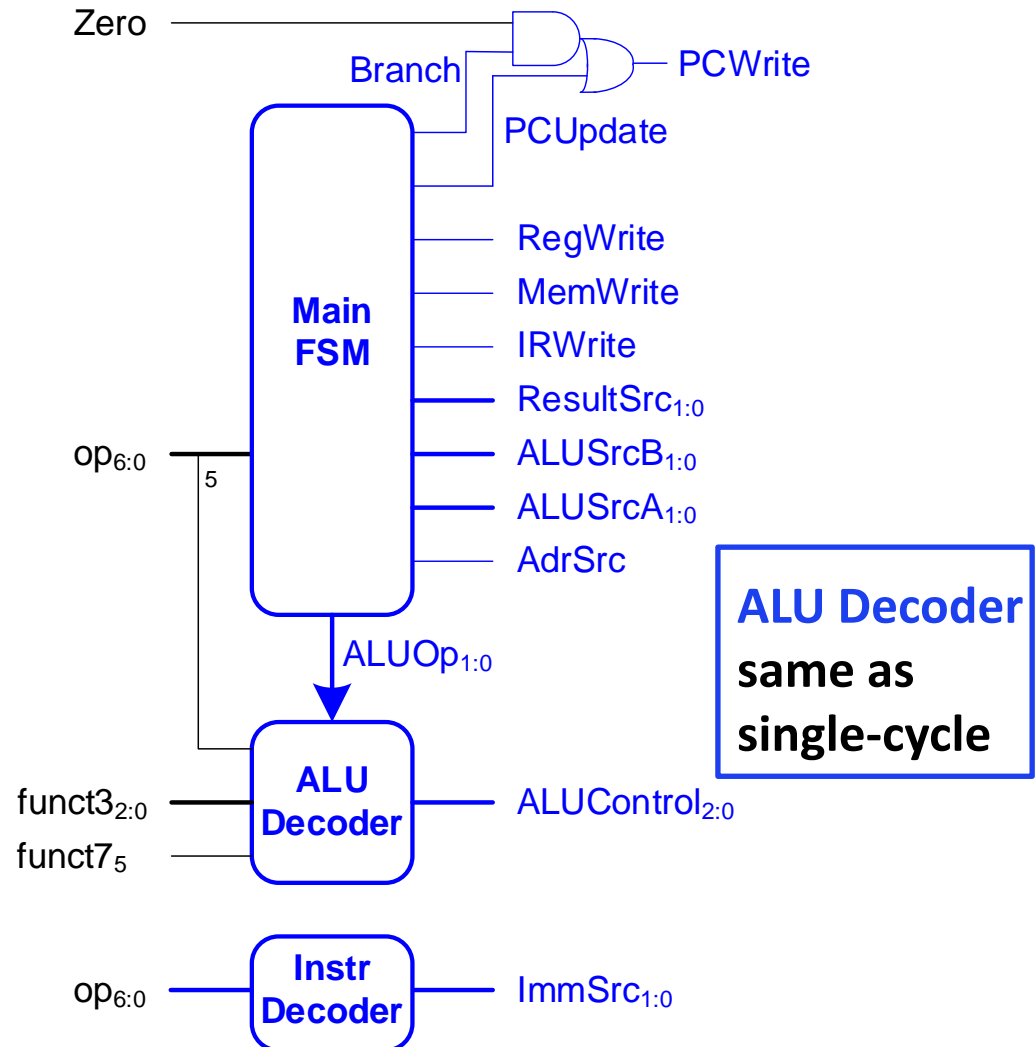 Zero
Branch
PCWrite
PCUpdate
RegWrite
MemWrite
Main
FSM
IRWrite
ResultSrc1:0
op6:0
5
ALUSrcB1:0
ALUSrcA1:0
AdrSrc
ALU Decoder
same as
single-cycle
ALUOp1:0
ALU
Decoder
funct32:0
ALUControl2:0
funct75
Instr
Decoder
op6:0
ImmSrc1:0